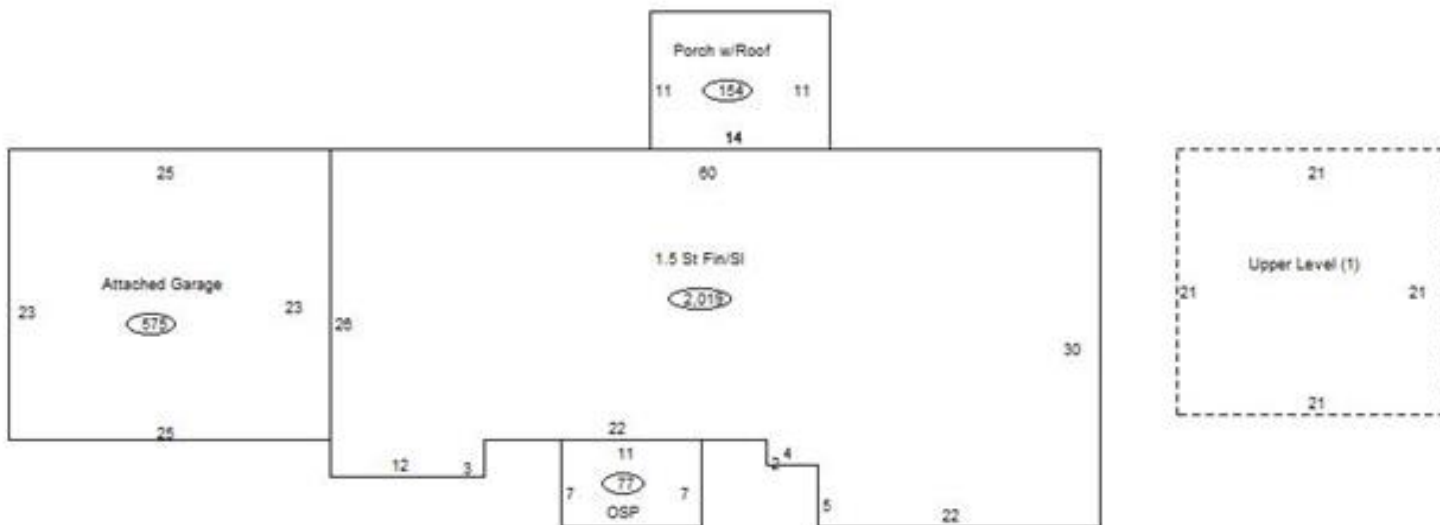 Porch w/Roof
11 154 11
14
25 60 21
1.5 St Fin/Sl
Upper Level (1)
Attached Garage
2,019
21 21
23 575 23 26
30
21
25 22
12 3 11 2 4
7 77 7
OSP 5 22